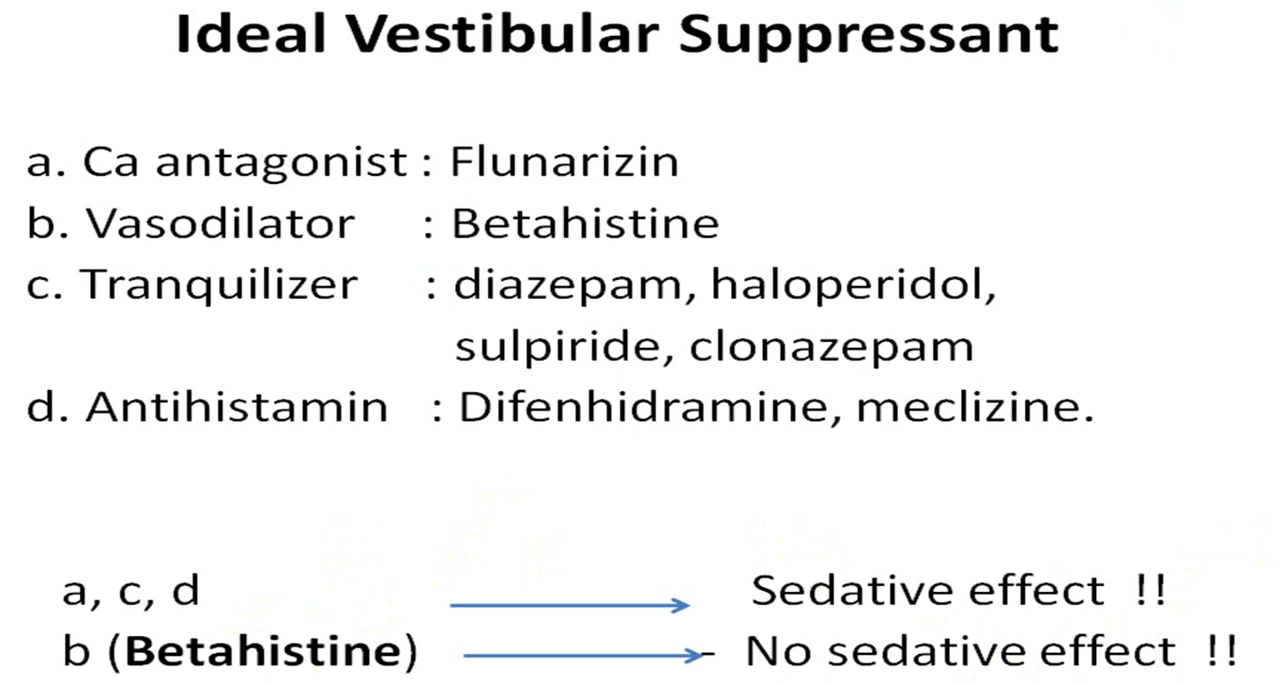 Ideal Vestibular Suppressant
a. Ca antagonist : Flunarizin
b. Vasodilator : Betahistine
c. Tranquilizer : diazepam, haloperidol,
sulpiride, clonazepam
d. Antihistamin : Difenhidramine, meclizine.
a, c, d Sedative effect !!
b (Betahistine) - No sedative effect !!